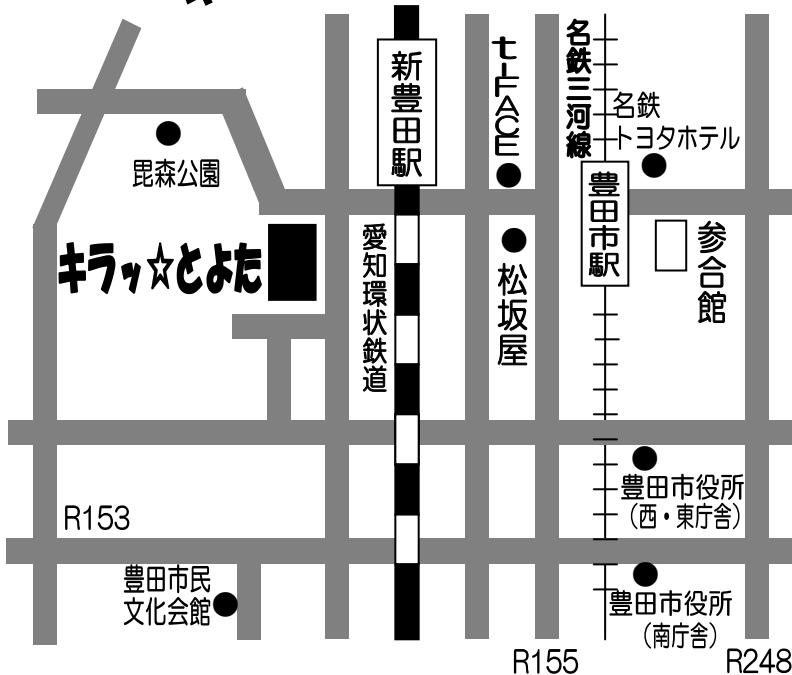 新豊田駅
t-FACE
名鉄三河線
名鉄
トヨタホテル
毘森公園
豊田市駅
参合館
キラッ☆とよた
愛知環状鉄道
松坂屋
豊田市役所
(西・東庁舎)
R153
豊田市民
文化会館
豊田市役所
(南庁舎)
R155
R248